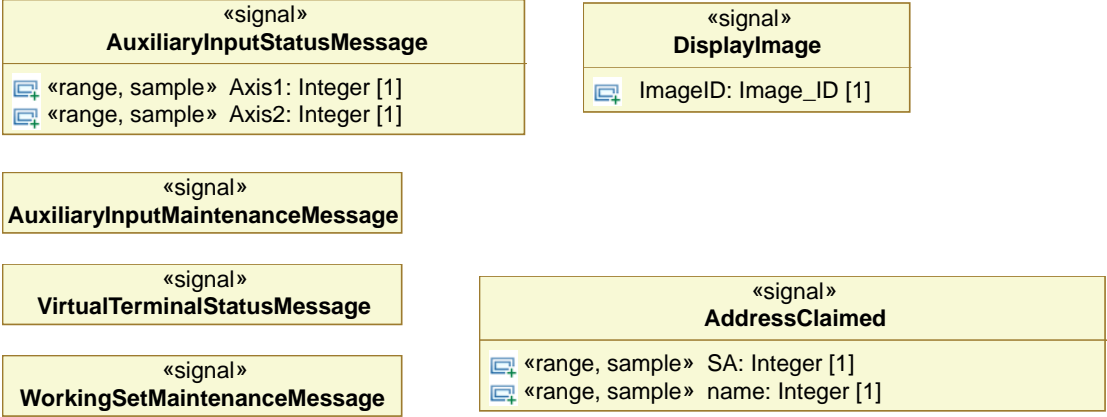 «signal»
AuxiliaryInputStatusMessage
«range, sample» Axis1: Integer [1]
«range, sample» Axis2: Integer [1]
«signal»
DisplayImage
ImageID: Image_ID [1]
«signal»
AuxiliaryInputMaintenanceMessage
«signal»
VirtualTerminalStatusMessage
«signal»
WorkingSetMaintenanceMessage
«signal»
AddressClaimed
«range, sample» SA: Integer [1]
«range, sample» name: Integer [1]